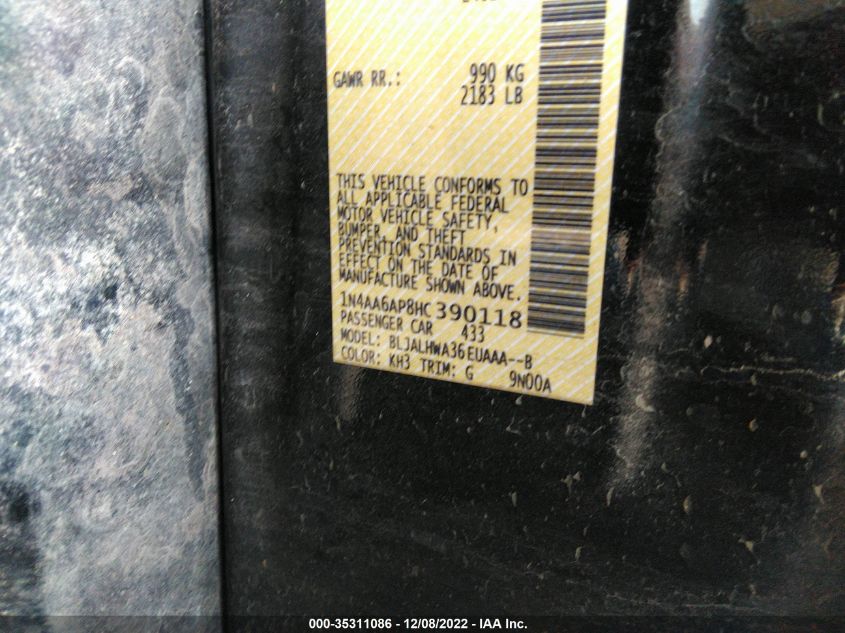 GAWR RR.: 990 KG
2183 LB
THIS VEHICLE CONFORMS TO
ALL APPLICABLE FEDERAL
MOTOR VEHICLE SAFETY,
BUMPER, AND THEFT
PREVENTION STANDARDS IN
EFFECT ON THE DATE OF
MANUFACTURE SHOWN ABOVE.
1N4AA6AP8HC390118
PASSENGER CAR 433
MODEL: BLJALHWA36EUAAA--B
COLOR: KH3 TRIM: G 9N00A
000-35311086 - 12/08/2022 - IAA Inc.